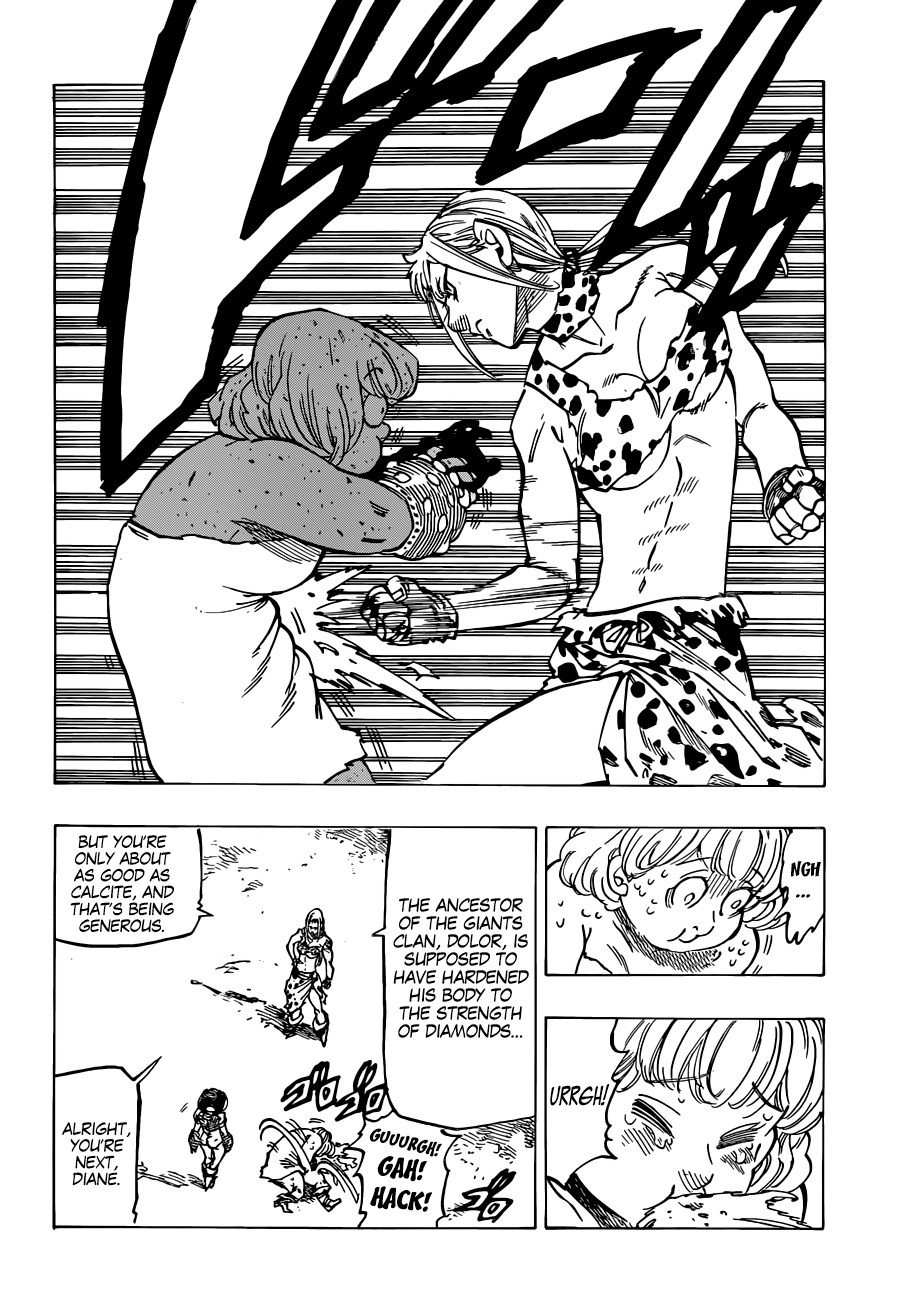 NGH
...
URRGH!
THE ANCESTOR
OF THE GIANTS
CLAN, DOLOR, IS
SUPPOSED TO
HAVE HARDENED
HIS BODY TO
THE STRENGTH
OF DIAMONDS...
BUT YOU'RE
ONLY ABOUT
AS GOOD AS
CALCITE, AND
THAT'S BEING
GENEROUS.
GUUURGH!
GAH!
HACK!
ALRIGHT,
YOU'RE
NEXT,
DIANE.